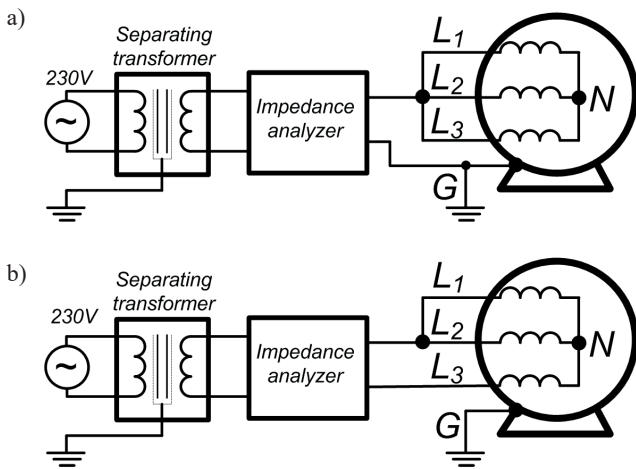 a)
Separating
transformer
230V
~
Impedance
analyzer
L1
L2
L3
N
G
b)
Separating
transformer
230V
~
Impedance
analyzer
L1
L2
L3
N
G